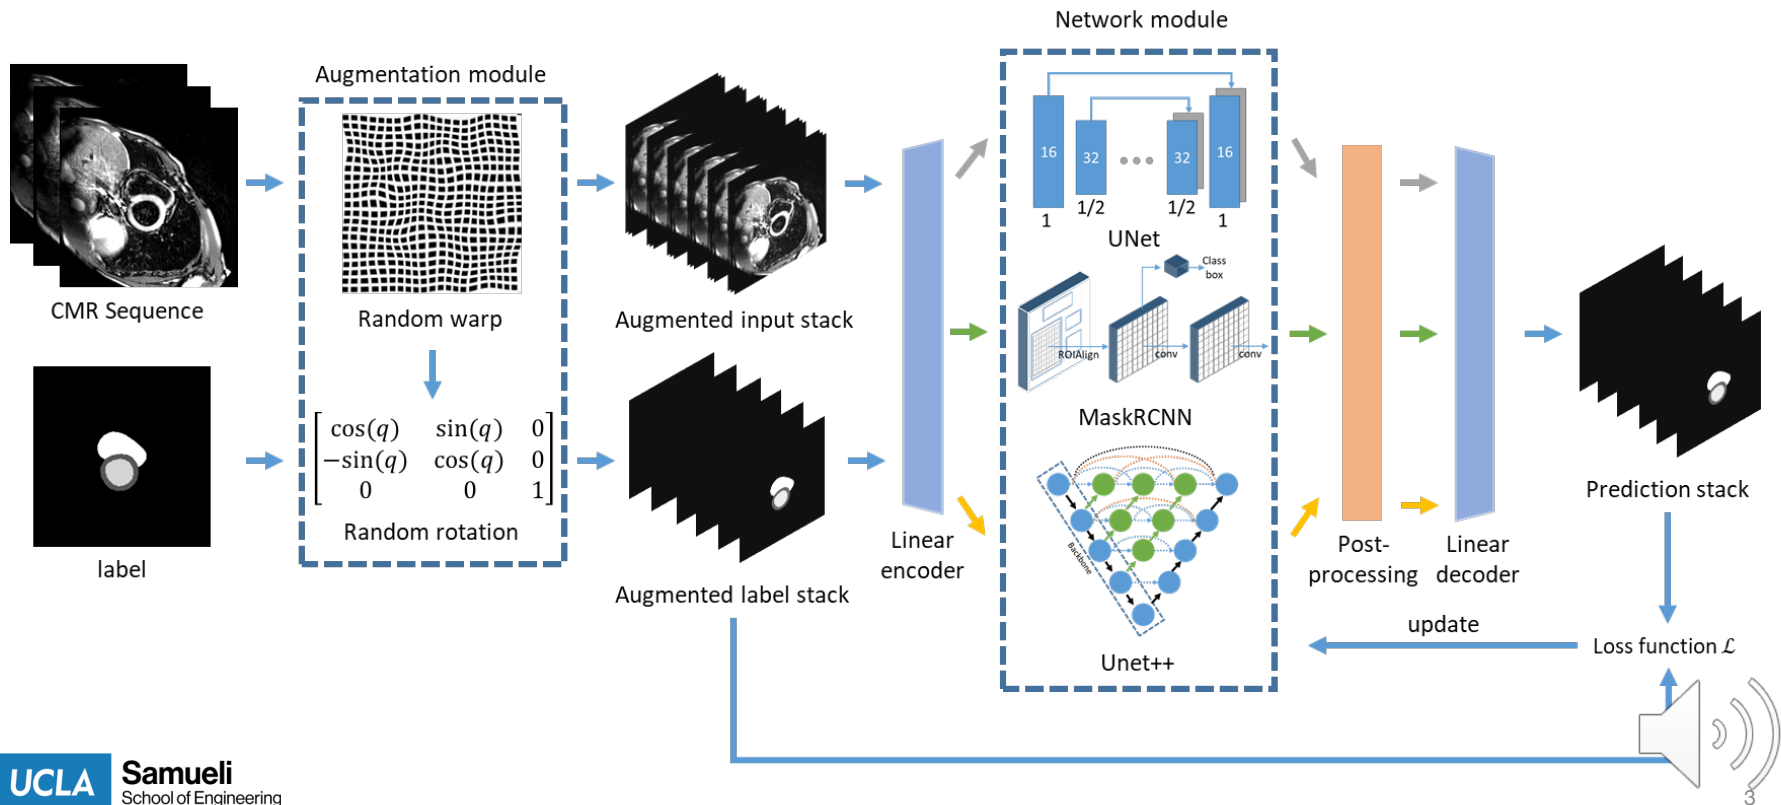 Network module
Augmentation module
16
32
32
16
1
1/2
1/2
1
UNet
Class
box
ROIAlign
conv
conv
MaskRCNN
Backbone
Unet++
CMR Sequence
Random warp
cos(q) sin(q) 0
−sin(q) cos(q) 0
0 0 1
Random rotation
label
Augmented input stack
Augmented label stack
Linear
encoder
Post-
processing
Linear
decoder
Prediction stack
update
Loss function ℒ
UCLA
Samueli
School of Engineering
3